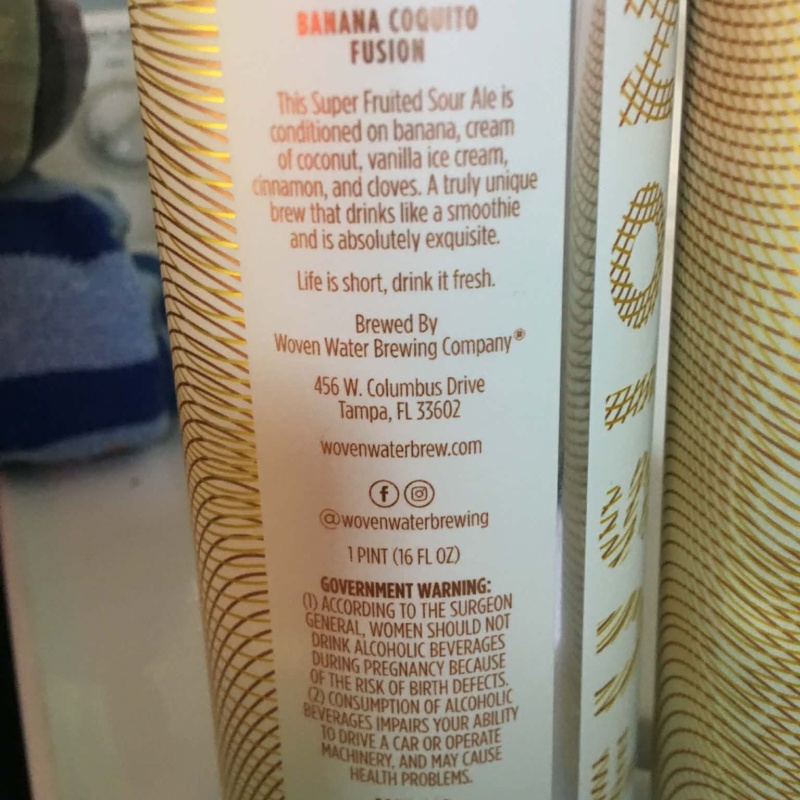 BANANA COQUITO
FUSION
This Super Fruited Sour Ale is
conditioned on banana, cream
of coconut, vanilla ice cream,
cinnamon, and cloves. A truly unique
brew that drinks like a smoothie
and is absolutely exquisite.
Life is short, drink it fresh.
Brewed By
Woven Water Brewing Company®
456 W. Columbus Drive
Tampa, FL 33602
wovenwaterbrew.com
@wovenwaterbrewing
1 PINT (16 FL OZ)
GOVERNMENT WARNING:
(1) ACCORDING TO THE SURGEON
GENERAL, WOMEN SHOULD NOT
DRINK ALCOHOLIC BEVERAGES
DURING PREGNANCY BECAUSE
OF THE RISK OF BIRTH DEFECTS.
(2) CONSUMPTION OF ALCOHOLIC
BEVERAGES IMPAIRS YOUR ABILITY
TO DRIVE A CAR OR OPERATE
MACHINERY, AND MAY CAUSE
HEALTH PROBLEMS.